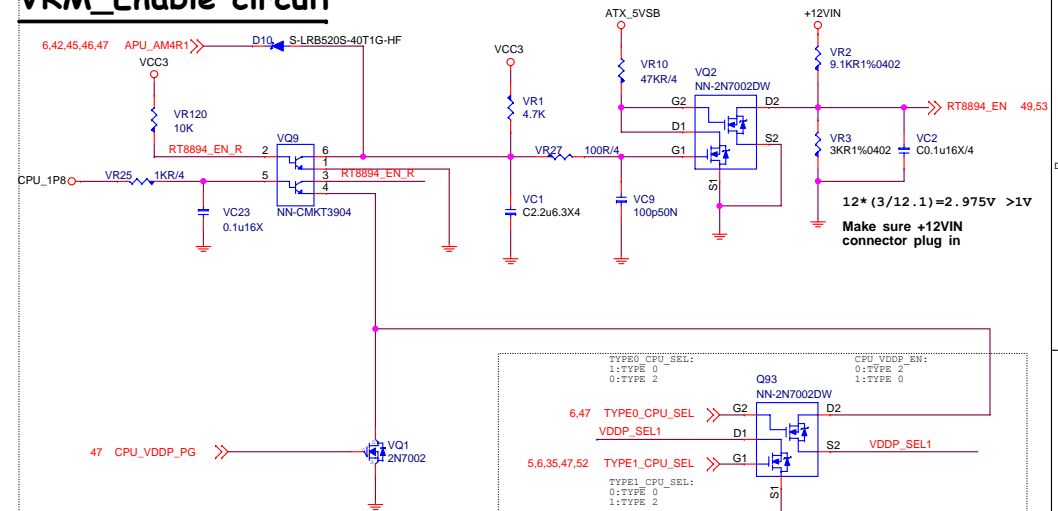 VRM_Enable circuit
ATX_5VSB
+12VIN
6,42,45,46,47 APU_AM4R1
D10 S-LRB520S-40T1G-HF
VCC3
VCC3
VR10
47KR/4
VQ2
NN-2N7002DW
VR2
9.1KR1%0402
VR1
4.7K
VR120
10K
G2
D2
RT8894_EN 49,53
D1
S2
VQ9
RT8894_EN_R
2
6
1
VR27
100R/4
G1
VR3
3KR1%0402
VC2
C0.1u16X/4
CPU_1P8
VR25
1KR/4
5
3
RT8894_EN_R
4
S1
VC23
0.1u16X
NN-CMKT3904
VC1
C2.2u6.3X4
VC9
100p50N
12*(3/12.1)=2.975V >1V
Make sure +12VIN
connector plug in
TYPE0_CPU_SEL:
1:TYPE 0
0:TYPE 2
CPU_VDDP_EN:
0:TYPE 2
1:TYPE 0
Q93
NN-2N7002DW
6,47 TYPE0_CPU_SEL
G2
D2
VDDP_SEL1
D1
S2
VDDP_SEL1
47 CPU_VDDP_PG
VQ1
2N7002
5,6,35,47,52 TYPE1_CPU_SEL
G1
TYPE1_CPU_SEL:
0:TYPE 0
1:TYPE 2
S1